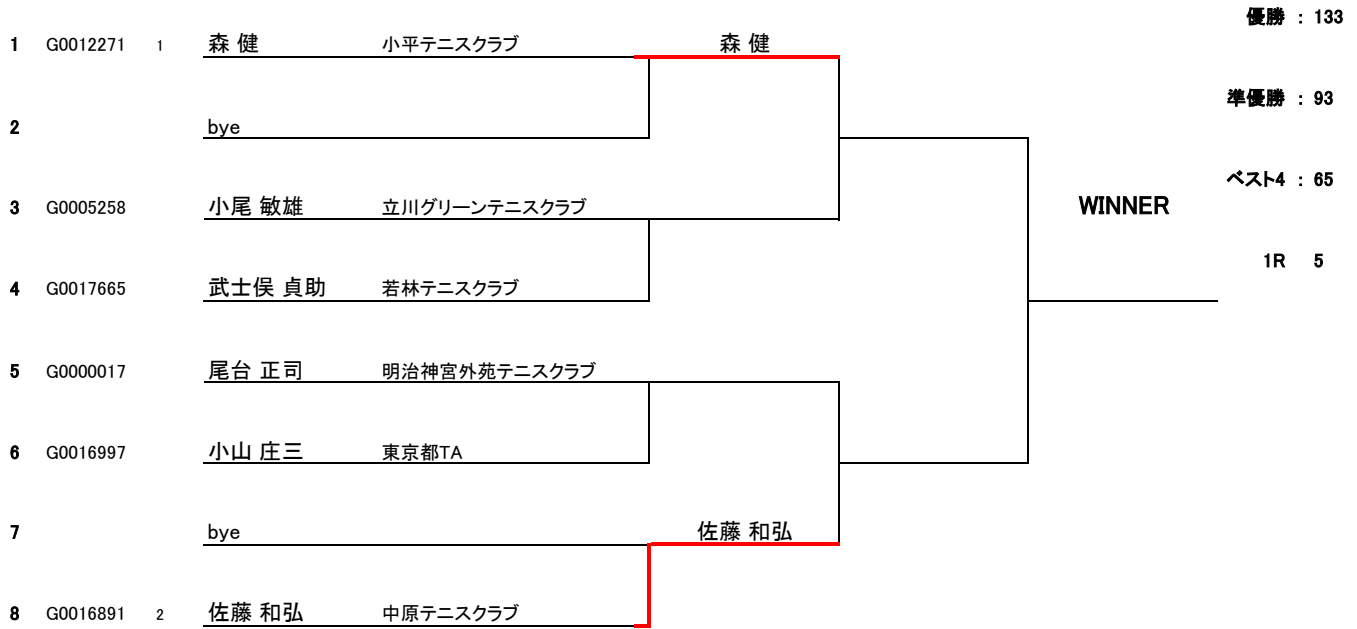 優勝 : 133
1 G0012271 1 森 健 小平テニスクラブ 森 健
準優勝 : 93
2 bye
ベスト4 : 65
3 G0005258 小尾 敏雄 立川グリーンテニスクラブ WINNER
1R 5
4 G0017665 武士俣 貞助 若林テニスクラブ
5 G0000017 尾台 正司 明治神宮外苑テニスクラブ
6 G0016997 小山 庄三 東京都TA
7 bye 佐藤 和弘
8 G0016891 2 佐藤 和弘 中原テニスクラブ